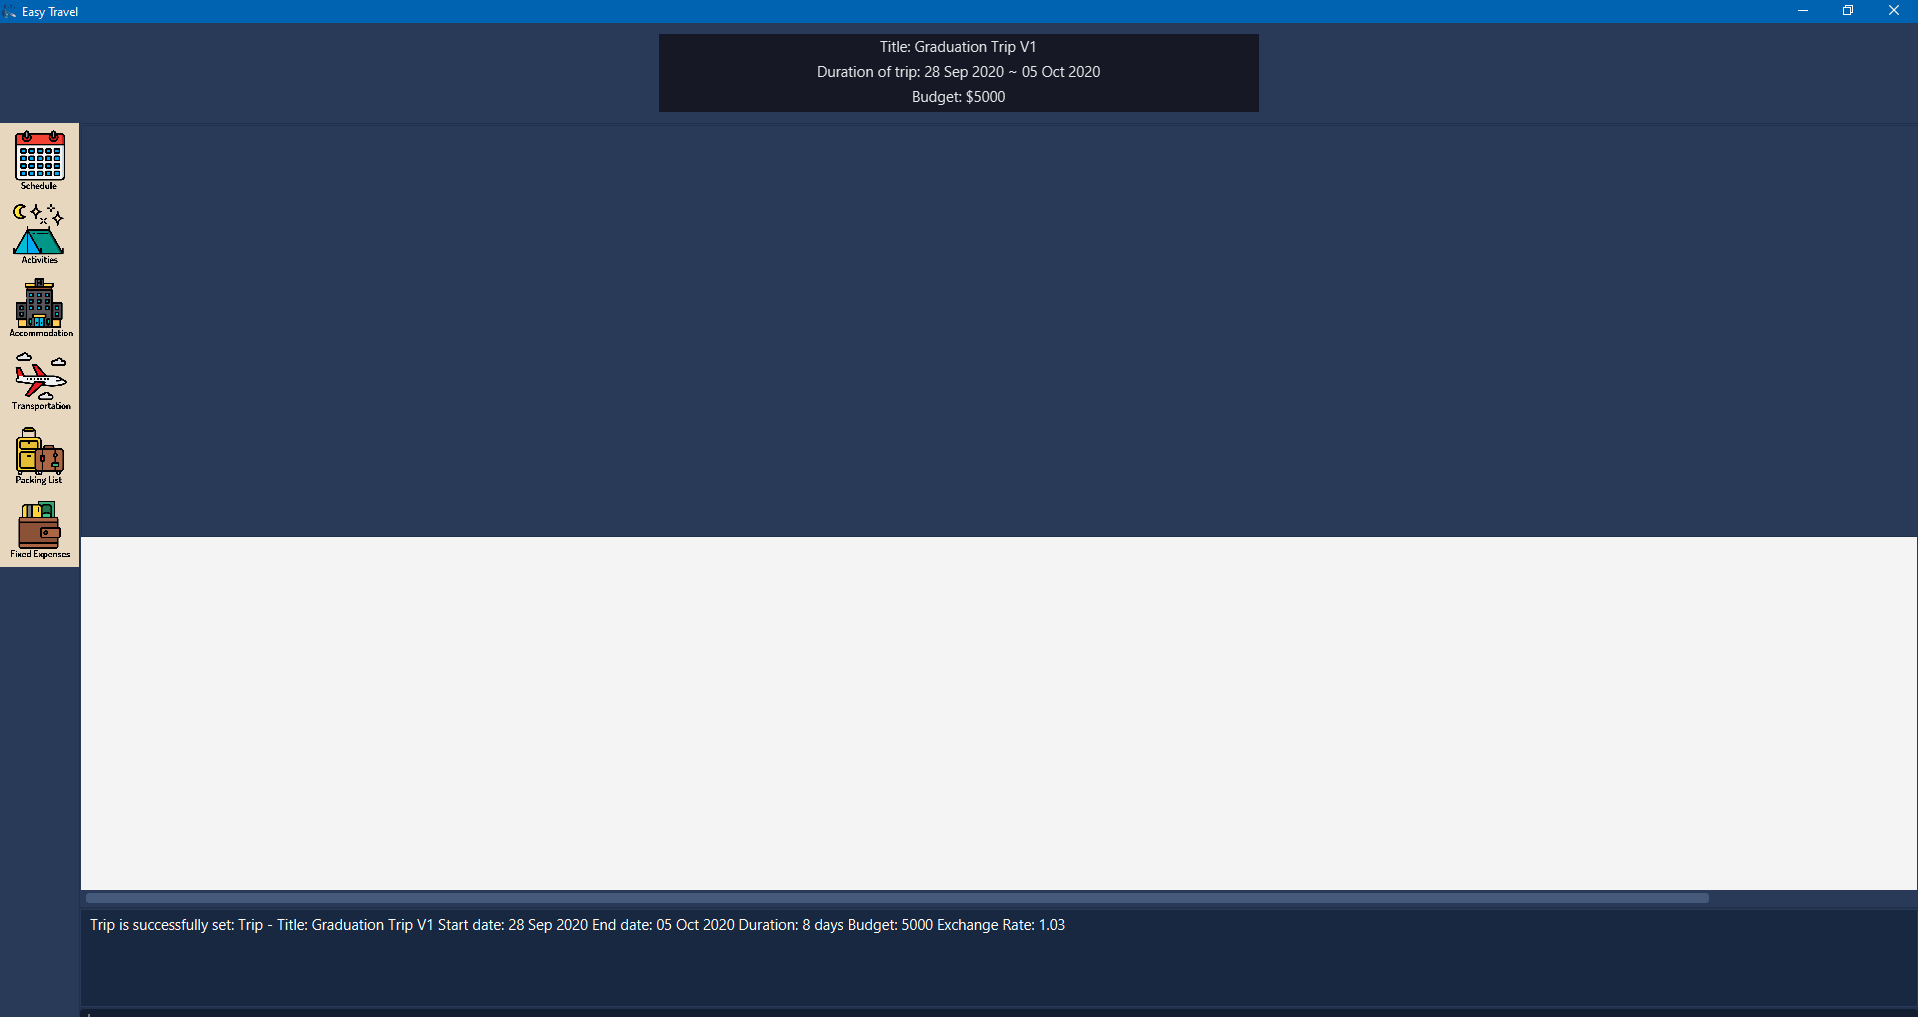 Easy Travel
Title: Graduation Trip V1
Duration of trip: 28 Sep 2020 ~ 05 Oct 2020
Budget: $5000
Schedule
Activities
Accommodation
Transportation
Packing List
Fixed Expenses
Trip is successfully set: Trip - Title: Graduation Trip V1 Start date: 28 Sep 2020 End date: 05 Oct 2020 Duration: 8 days Budget: 5000 Exchange Rate: 1.03